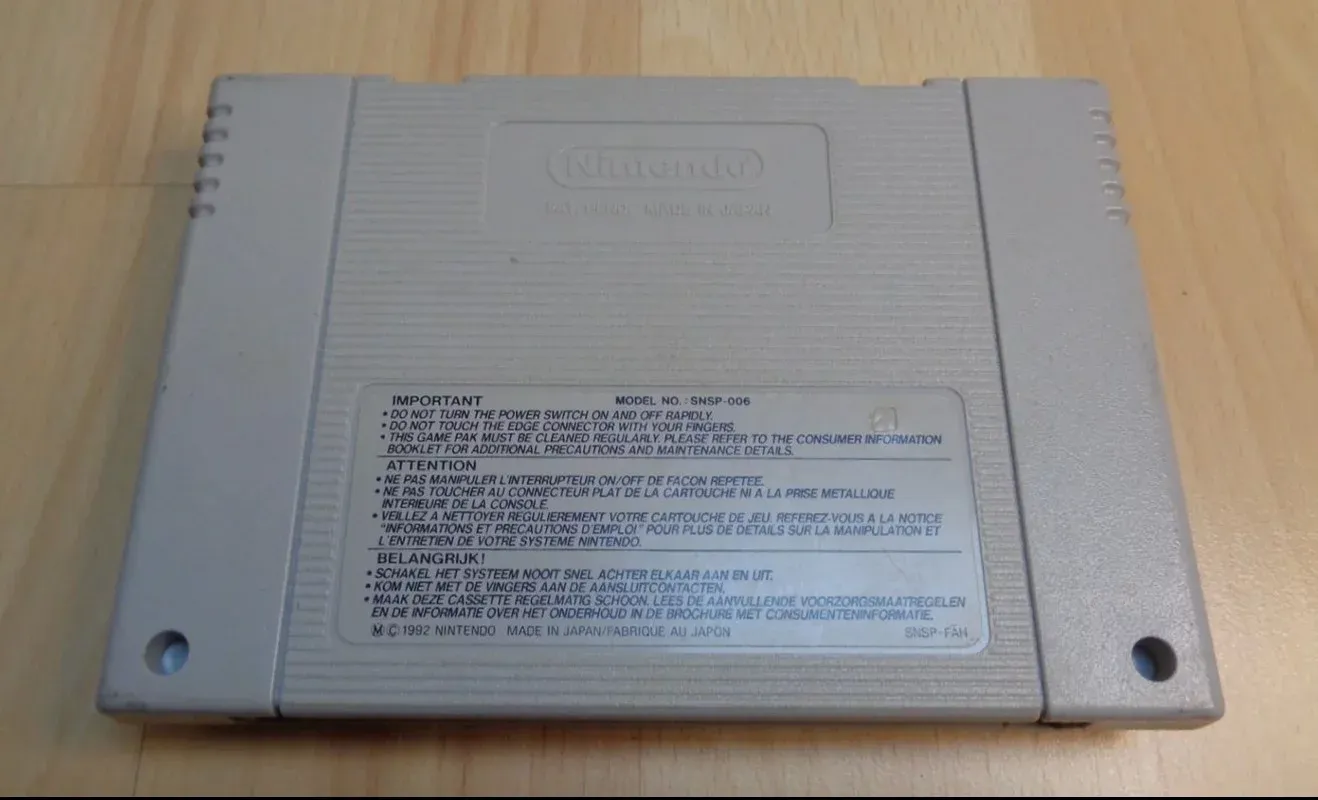 Nintendo
PAT. PEND. MADE IN JAPAN
IMPORTANT MODEL NO.: SNSP-006
• DO NOT TURN THE POWER SWITCH ON AND OFF RAPIDLY.
• DO NOT TOUCH THE EDGE CONNECTOR WITH YOUR FINGERS.
• THIS GAME PAK MUST BE CLEANED REGULARLY. PLEASE REFER TO THE CONSUMER INFORMATION
BOOKLET FOR ADDITIONAL PRECAUTIONS AND MAINTENANCE DETAILS.
ATTENTION
• NE PAS MANIPULER L'INTERRUPTEUR ON/OFF DE FACON REPETEE.
• NE PAS TOUCHER AU CONNECTEUR PLAT DE LA CARTOUCHE NI A LA PRISE METALLIQUE
INTERIEURE DE LA CONSOLE.
• VEILLEZ A NETTOYER REGULIEREMENT VOTRE CARTOUCHE DE JEU. REFEREZ-VOUS A LA NOTICE
"INFORMATIONS ET PRECAUTIONS D'EMPLOI" POUR PLUS DE DETAILS SUR LA MANIPULATION ET
L'ENTRETIEN DE VOTRE SYSTEME NINTENDO.
BELANGRIJK!
• SCHAKEL HET SYSTEEM NOOIT SNEL ACHTER ELKAAR AAN EN UIT.
• KOM NIET MET DE VINGERS AAN DE AANSLUITCONTACTEN.
• MAAK DEZE CASSETTE REGELMATIG SCHOON. LEES DE AANVULLENDE VOORZORGSMAATREGELEN
EN DE INFORMATIE OVER HET ONDERHOUD IN DE BROCHURE MET CONSUMENTENINFORMATIE.
Ⓜ©1992 NINTENDO MADE IN JAPAN/FABRIQUE AU JAPON SNSP-FAH